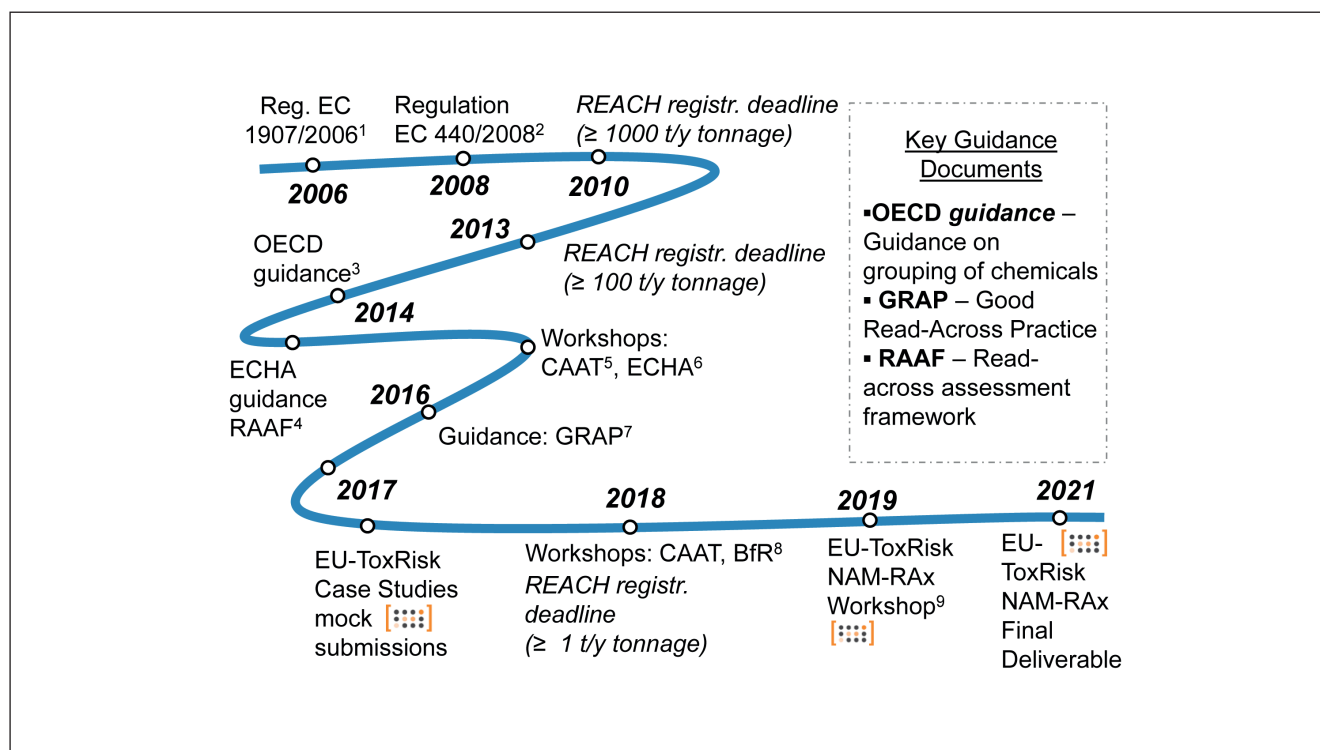 Reg. EC
1907/2006¹
Regulation
EC 440/2008²
REACH registr. deadline
(≥ 1000 t/y tonnage)
2006
2008
2010
2013
REACH registr. deadline
(≥ 100 t/y tonnage)
OECD
guidance³
2014
ECHA
guidance
RAAF⁴
Workshops:
CAAT⁵, ECHA⁶
2016
Guidance: GRAP⁷
2017
EU-ToxRisk
Case Studies
mock
submissions
2018
Workshops: CAAT, BfR⁸
REACH registr.
deadline
(≥ 1 t/y tonnage)
2019
EU-ToxRisk
NAM-RAx
Workshop⁹
2021
EU-
ToxRisk
NAM-RAx
Final
Deliverable
Key Guidance
Documents
▪OECD guidance –
Guidance on
grouping of chemicals
▪ GRAP – Good
Read-Across Practice
▪ RAAF – Read-
across assessment
framework